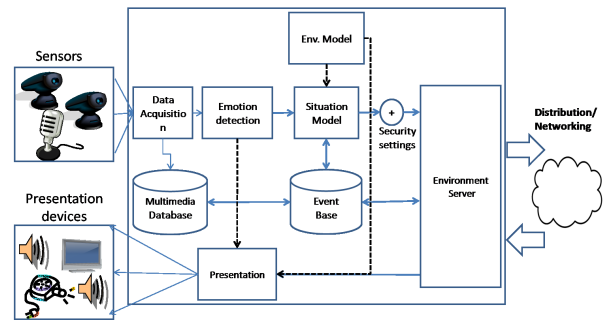 Env. Model
Sensors
Data
Acquisitio
n
Emotion
detection
Situation
Model
+
Security
settings
Distribution/
Networking
Environment
Server
Multimedia
Database
Event
Base
Presentation
devices
Presentation